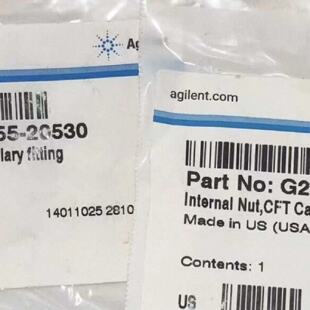 Ag
55-20530
lary fitting
14011025 2810
agilent.com
Part No: G2
Internal Nut,CFT Ca
Made in US (USA
Contents: 1
US